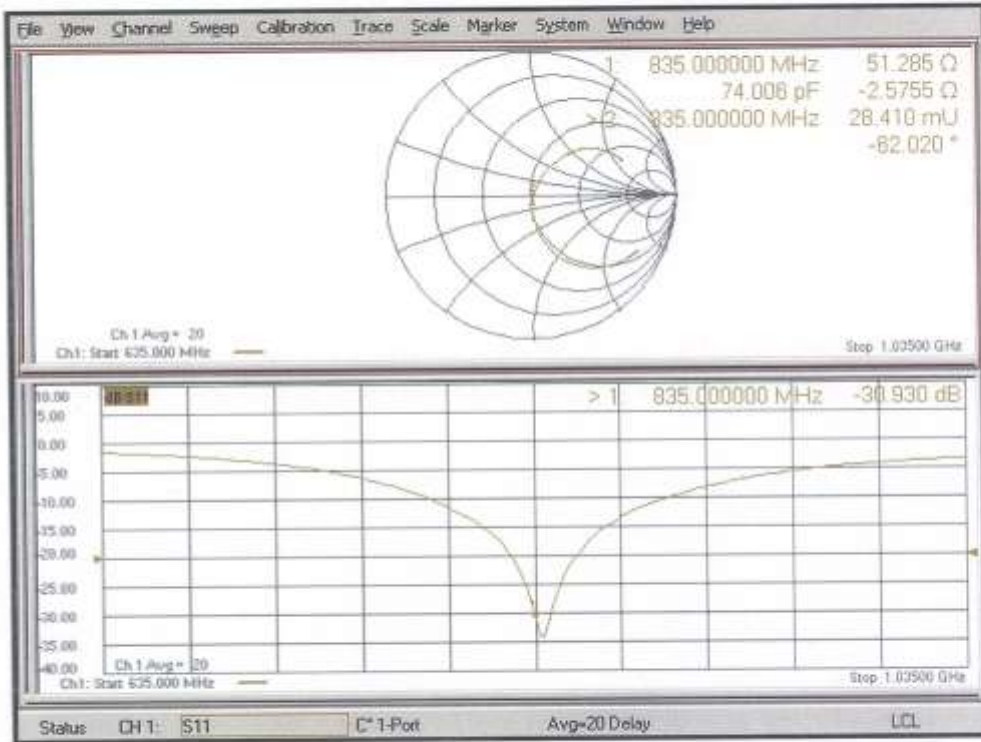 File View Channel Sweep Calibration Trace Scale Marker System Window Help
1 835.000000 MHz 51.285 Ω
74.006 pF -2.5755 Ω
> 2 835.000000 MHz 28.410 mU
-62.020 °
Ch 1 Avg = 20
Ch1: Start 635.000 MHz
Stop 1.03500 GHz
10.00
dB S11
> 1 835.000000 MHz -30.930 dB
5.00
0.00
-5.00
-10.00
-15.00
-20.00
-25.00
-30.00
-35.00
-40.00
Ch 1 Avg = 20
Ch1: Start 635.000 MHz
Stop 1.03500 GHz
Status CH 1: S11 C* 1-Port Avg=20 Delay LCL